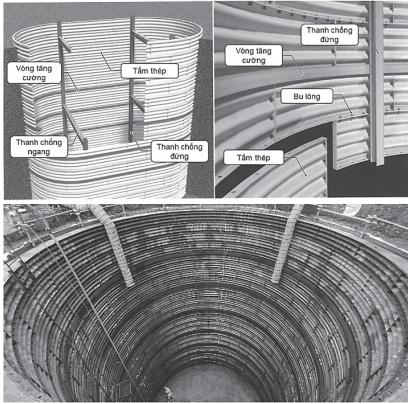 Vòng tăng
cường
Tấm thép
Thanh chống
ngang
Thanh chống
đứng
Thanh chống
đứng
Vòng tăng
cường
Bu lông
Tấm thép